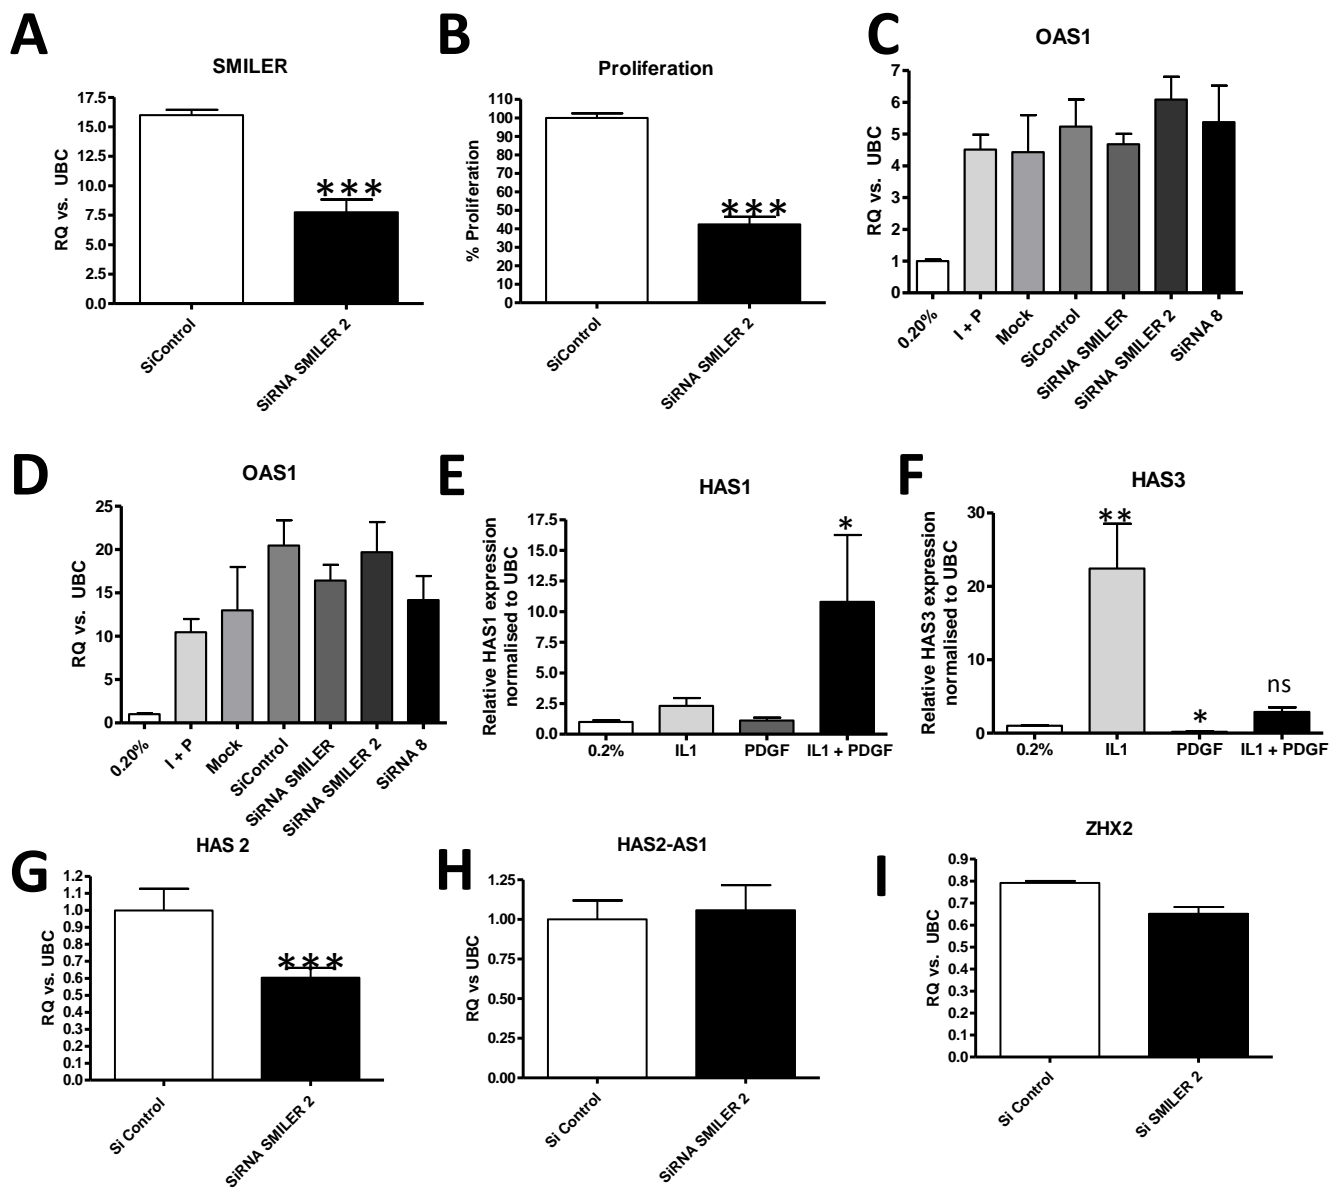 A
SMILER
RQ vs. UBC
17.5
15.0
12.5
10.0
7.5
5.0
2.5
0.0
***
SiControl
SiRNA SMILER 2
B
Proliferation
% Proliferation
110
100
90
80
70
60
50
40
30
20
10
0
***
SiControl
SiRNA SMILER 2
C
OAS1
RQ vs. UBC
7
6
5
4
3
2
1
0
0.20%
I + P
Mock
SiControl
SiRNA SMILER
SiRNA SMILER 2
SiRNA 8
D
OAS1
RQ vs. UBC
25
20
15
10
5
0
0.20%
I + P
Mock
SiControl
SiRNA SMILER
SiRNA SMILER 2
SiRNA 8
E
HAS1
Relative HAS1 expression
normalised to UBC
17.5
15.0
12.5
10.0
7.5
5.0
2.5
0.0
*
0.2%
IL1
PDGF
IL1 + PDGF
F
HAS3
Relative HAS3 expression
normalised to UBC
30
20
10
0
**
*
ns
0.2%
IL1
PDGF
IL1 + PDGF
G
HAS 2
RQ vs. UBC
1.2
1.1
1.0
0.9
0.8
0.7
0.6
0.5
0.4
0.3
0.2
0.1
0.0
***
Si Control
SiRNA SMILER 2
H
HAS2-AS1
RQ vs UBC
1.25
1.00
0.75
0.50
0.25
0.00
Si Control
SiRNA SMILER 2
I
ZHX2
RQ vs. UBC
0.9
0.8
0.7
0.6
0.5
0.4
0.3
0.2
0.1
0.0
Si Control
Si SMILER 2